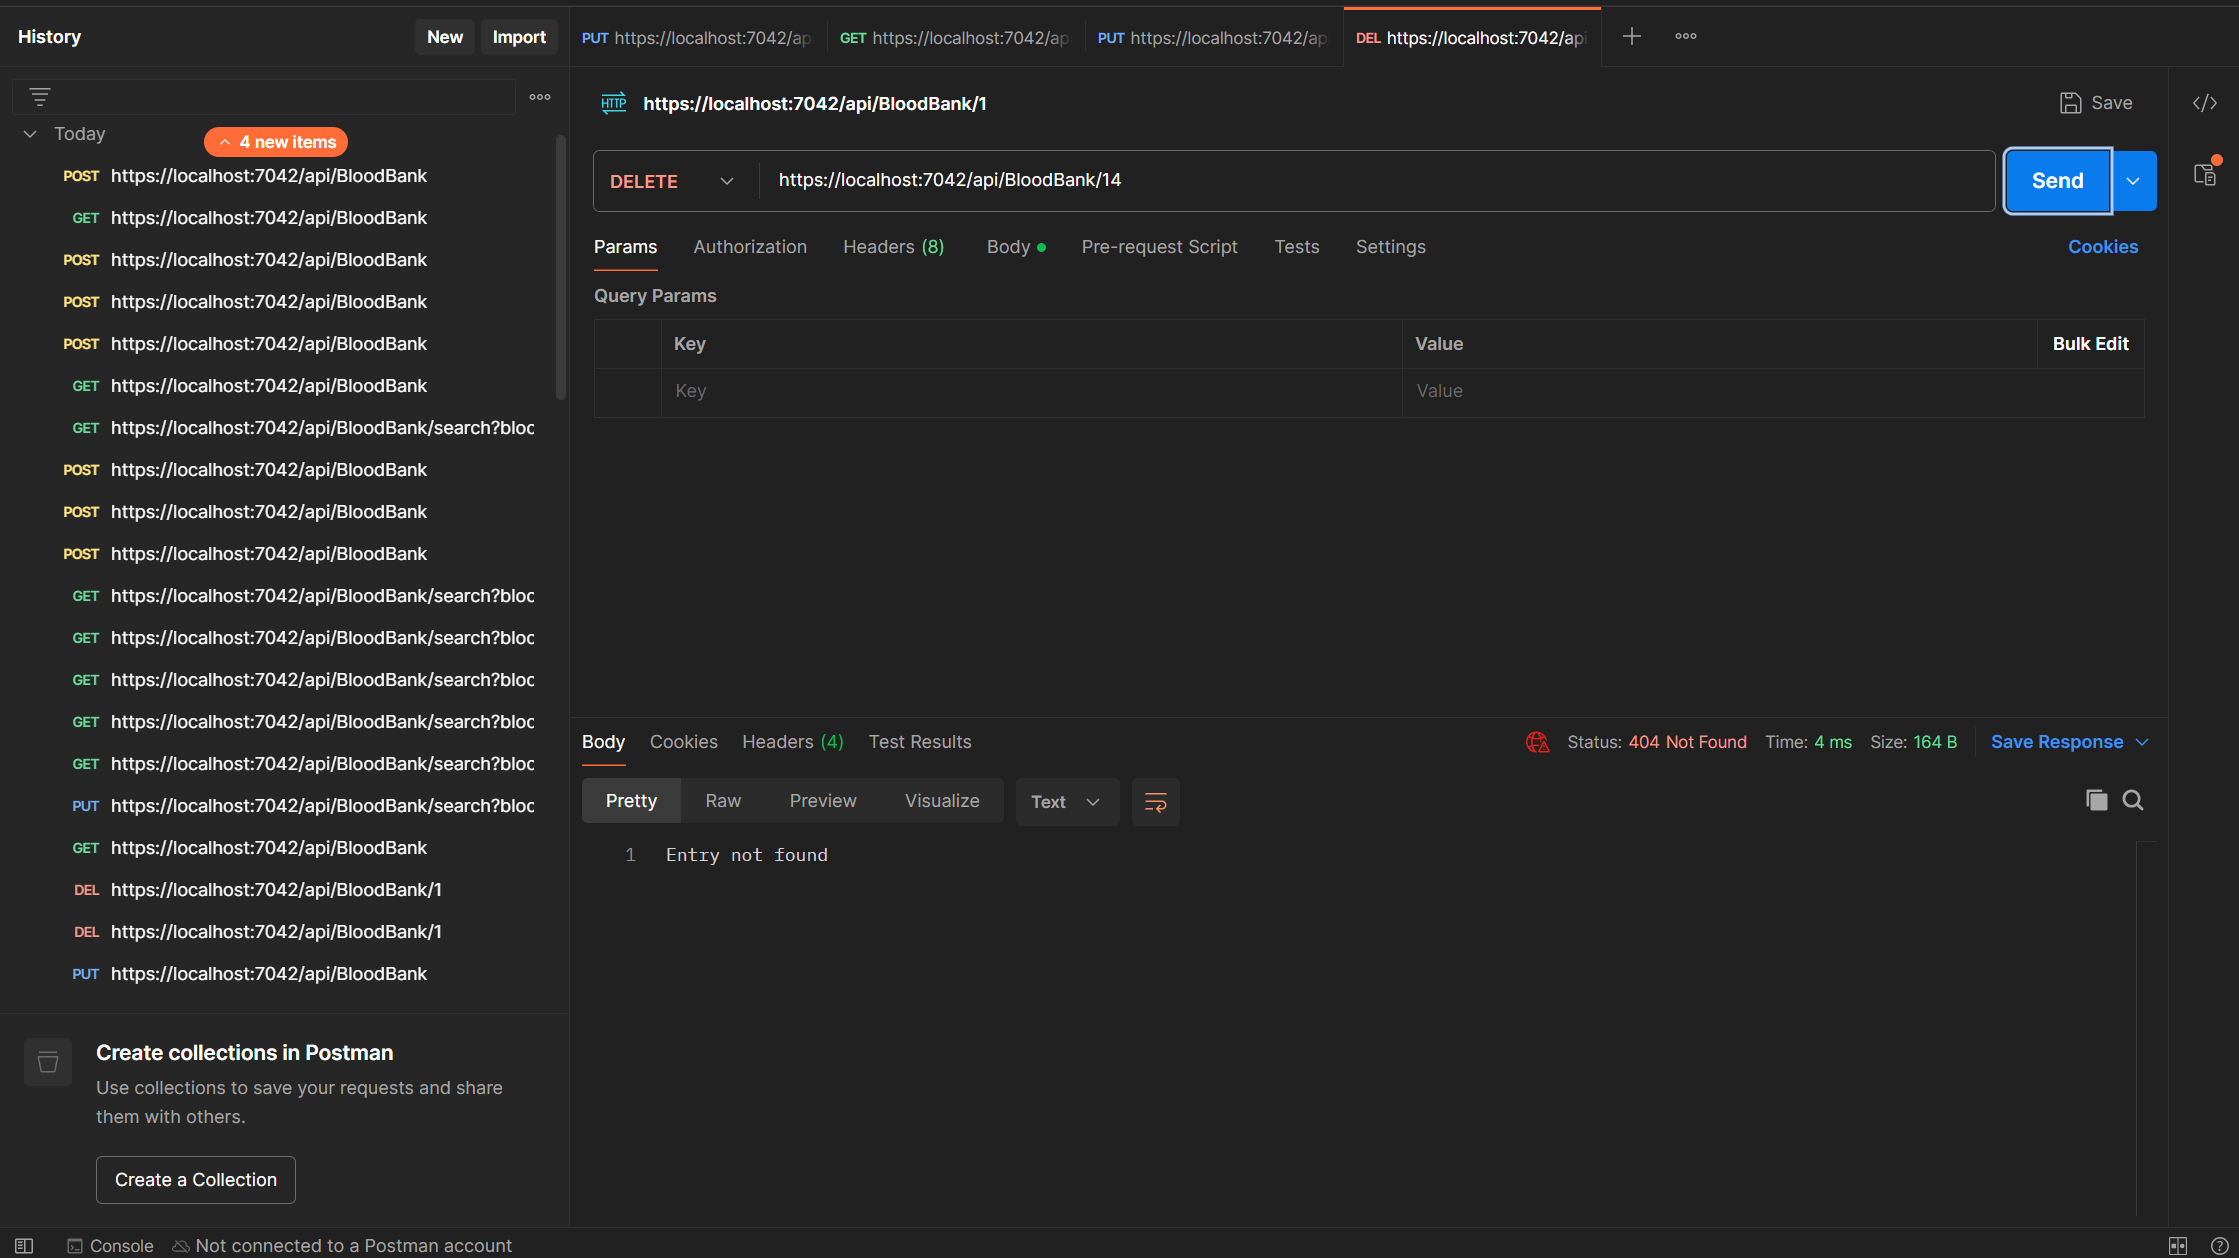 History
New
Import
PUT https://localhost:7042/ap
GET https://localhost:7042/api
PUT https://localhost:7042/ap
DEL https://localhost:7042/api
Today
4 new items
POST https://localhost:7042/api/BloodBank
GET https://localhost:7042/api/BloodBank
POST https://localhost:7042/api/BloodBank
POST https://localhost:7042/api/BloodBank
POST https://localhost:7042/api/BloodBank
GET https://localhost:7042/api/BloodBank
GET https://localhost:7042/api/BloodBank/search?bloc
POST https://localhost:7042/api/BloodBank
POST https://localhost:7042/api/BloodBank
POST https://localhost:7042/api/BloodBank
GET https://localhost:7042/api/BloodBank/search?bloc
GET https://localhost:7042/api/BloodBank/search?bloc
GET https://localhost:7042/api/BloodBank/search?bloc
GET https://localhost:7042/api/BloodBank/search?bloc
GET https://localhost:7042/api/BloodBank/search?bloc
PUT https://localhost:7042/api/BloodBank/search?bloc
GET https://localhost:7042/api/BloodBank
DEL https://localhost:7042/api/BloodBank/1
DEL https://localhost:7042/api/BloodBank/1
PUT https://localhost:7042/api/BloodBank
Create collections in Postman
Use collections to save your requests and share
them with others.
Create a Collection
HTTP https://localhost:7042/api/BloodBank/1
Save
DELETE https://localhost:7042/api/BloodBank/14
Send
Params Authorization Headers (8) Body Pre-request Script Tests Settings
Cookies
Query Params
Key Value Bulk Edit
Key Value
Body Cookies Headers (4) Test Results
Status: 404 Not Found Time: 4 ms Size: 164 B Save Response
Pretty Raw Preview Visualize Text
1 Entry not found
Console Not connected to a Postman account